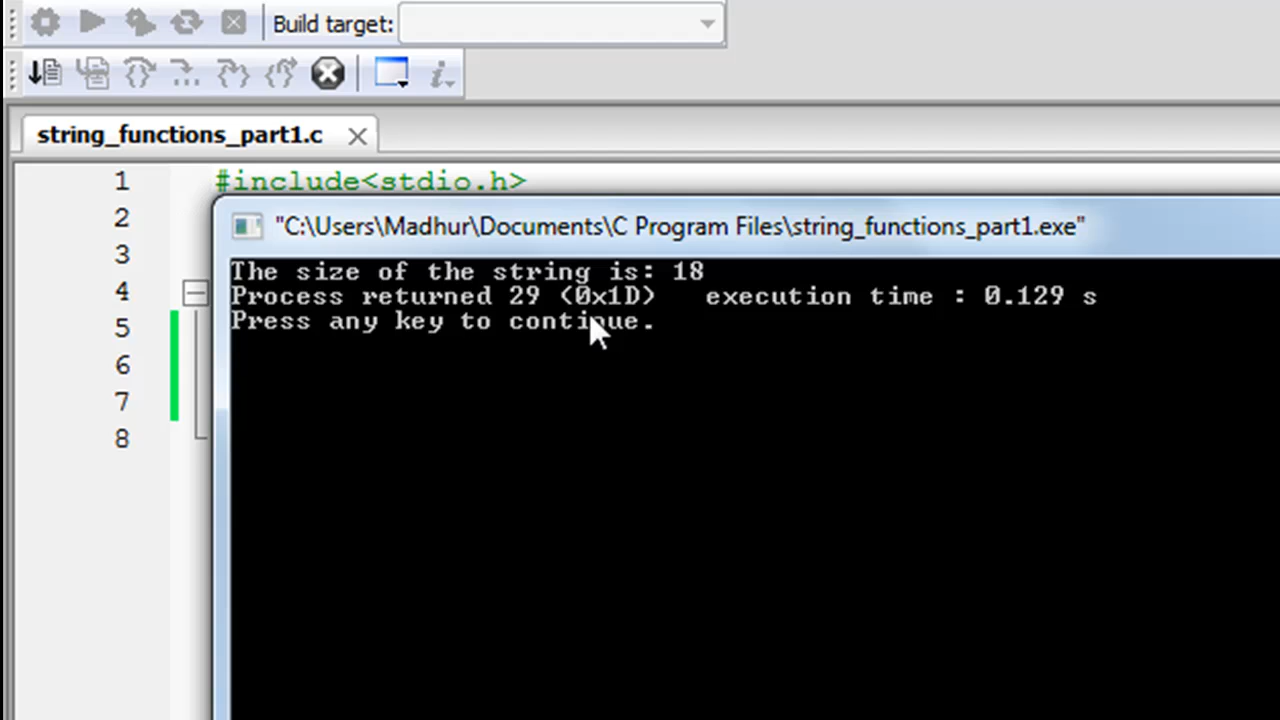 Build target:
string_functions_part1.c
1 #include<stdio.h>
2
3
4
5
6
7
8
"C:\Users\Madhur\Documents\C Program Files\string_functions_part1.exe"
The size of the string is: 18
Process returned 29 (0x1D)   execution time : 0.129 s
Press any key to continue.